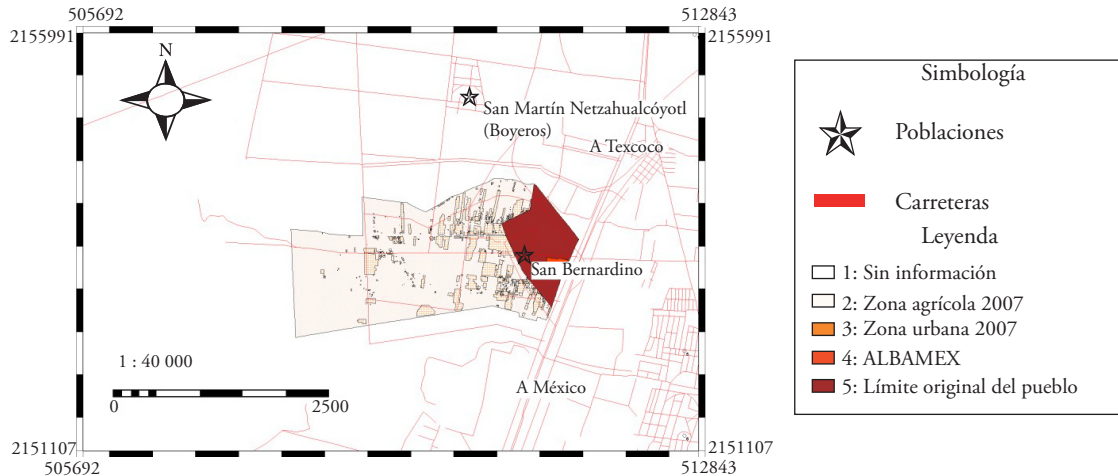 505692
512843
2155991
2155991
N
San Martín Netzahualcóyotl
(Boyeros)
A Texcoco
San Bernardino
1 : 40 000
0
2500
A México
2151107
2151107
505692
512843
Simbología
Poblaciones
Carreteras
Leyenda
1: Sin información
2: Zona agrícola 2007
3: Zona urbana 2007
4: ALBAMEX
5: Límite original del pueblo